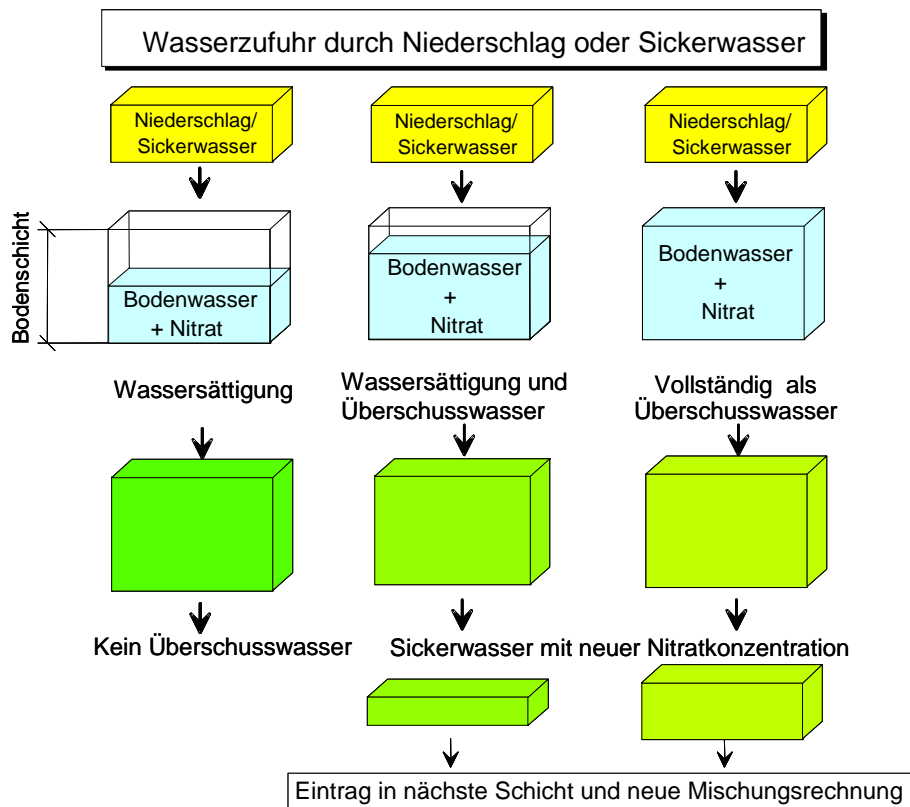 Wasserzufuhr durch Niederschlag oder Sickerwasser
Niederschlag/
Sickerwasser
Niederschlag/
Sickerwasser
Niederschlag/
Sickerwasser
Bodenschicht
Bodenwasser
+ Nitrat
Bodenwasser
+
Nitrat
Bodenwasser
+
Nitrat
Wassersättigung
Wassersättigung und
Überschusswasser
Vollständig als
Überschusswasser
Kein Überschusswasser
Sickerwasser mit neuer Nitratkonzentration
Eintrag in nächste Schicht und neue Mischungsrechnung